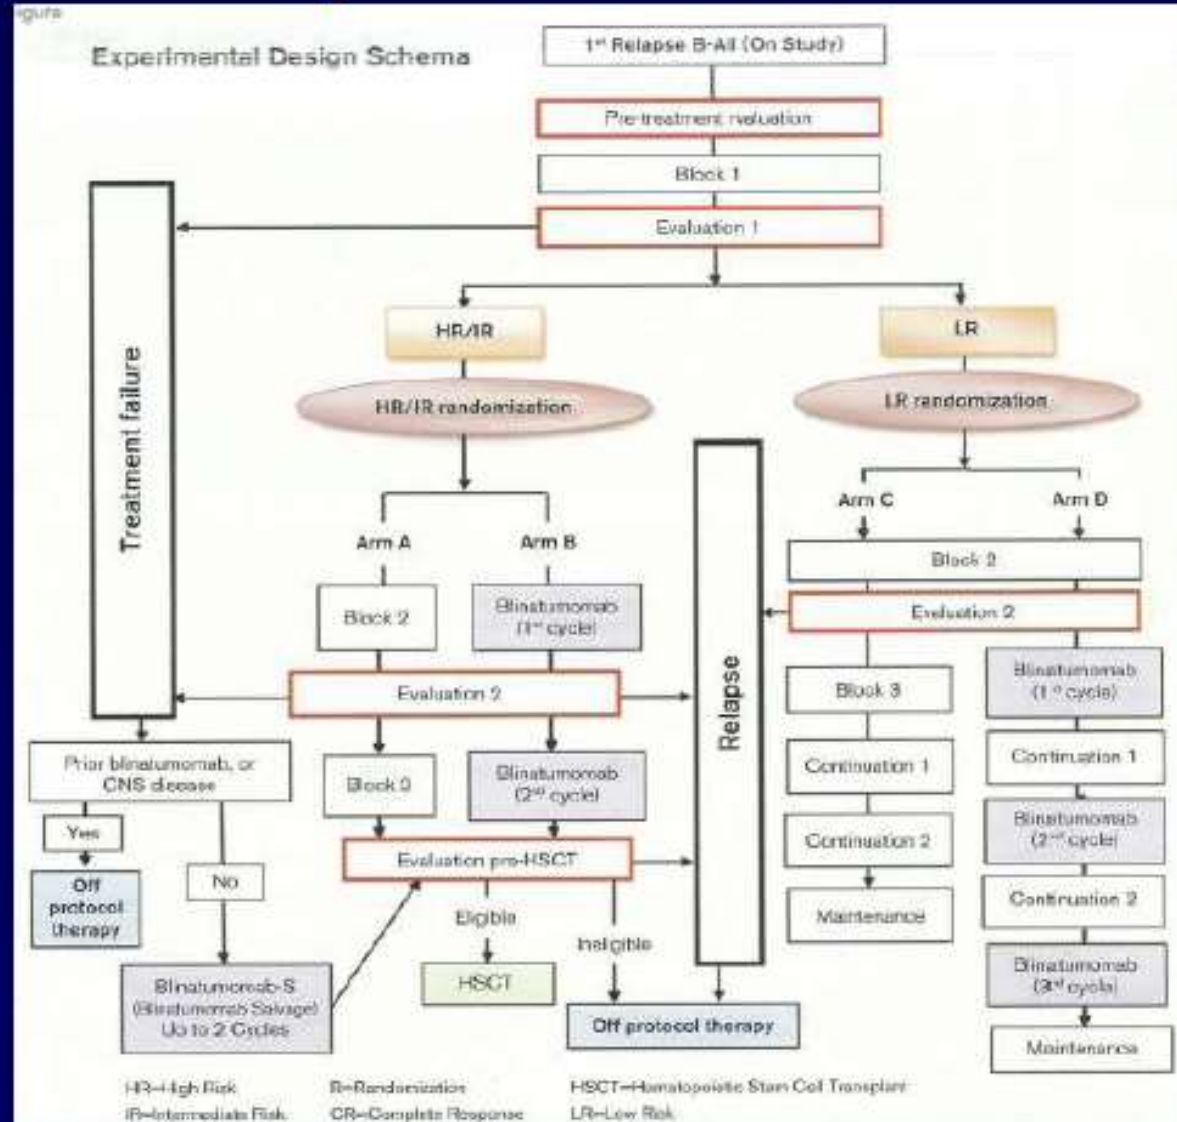 igure
Experimental Design Schema
1st Relapse B-All (On Study)
Pre-treatment evaluation
Block 1
Evaluation 1
HR/IR
LR
HR/IR randomization
LR randomization
Treatment failure
Relapse
Arm A
Arm B
Arm C
Arm D
Block 2
Blinatumomab
(1st cycle)
Block 2
Evaluation 2
Evaluation 2
Block 3
Blinatumomab
(1st cycle)
Prior blinatumomab, or
CNS disease
Block 3
Blinatumomab
(2nd cycle)
Continuation 1
Continuation 1
Yes
No
Evaluation pre-HSCT
Continuation 2
Blinatumomab
(2nd cycle)
Off
protocol
therapy
Eligible
Ineligible
Maintenance
Continuation 2
Blinatumomab-S
(Blinatumomab Salvage)
Up to 2 Cycles
HSCT
Off protocol therapy
Blinatumomab
(3rd cycle)
Maintenance
HR=High Risk
R=Randomization
HSCT=Hematopoietic Stem Cell Transplant
IR=Intermediate Risk
CR=Complete Response
LR=Low Risk